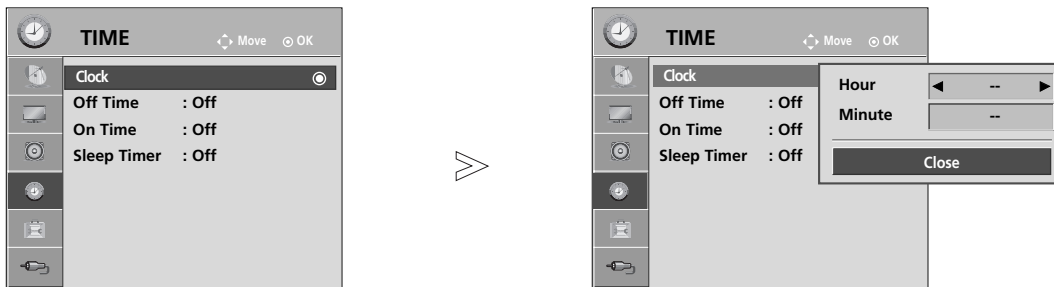 TIME
Move OK
Clock
Off Time : Off
On Time : Off
Sleep Timer : Off
TIME
Move OK
Clock
Off Time : Off
On Time : Off
Sleep Timer : Off
Hour ◄ -- ►
Minute --
Close